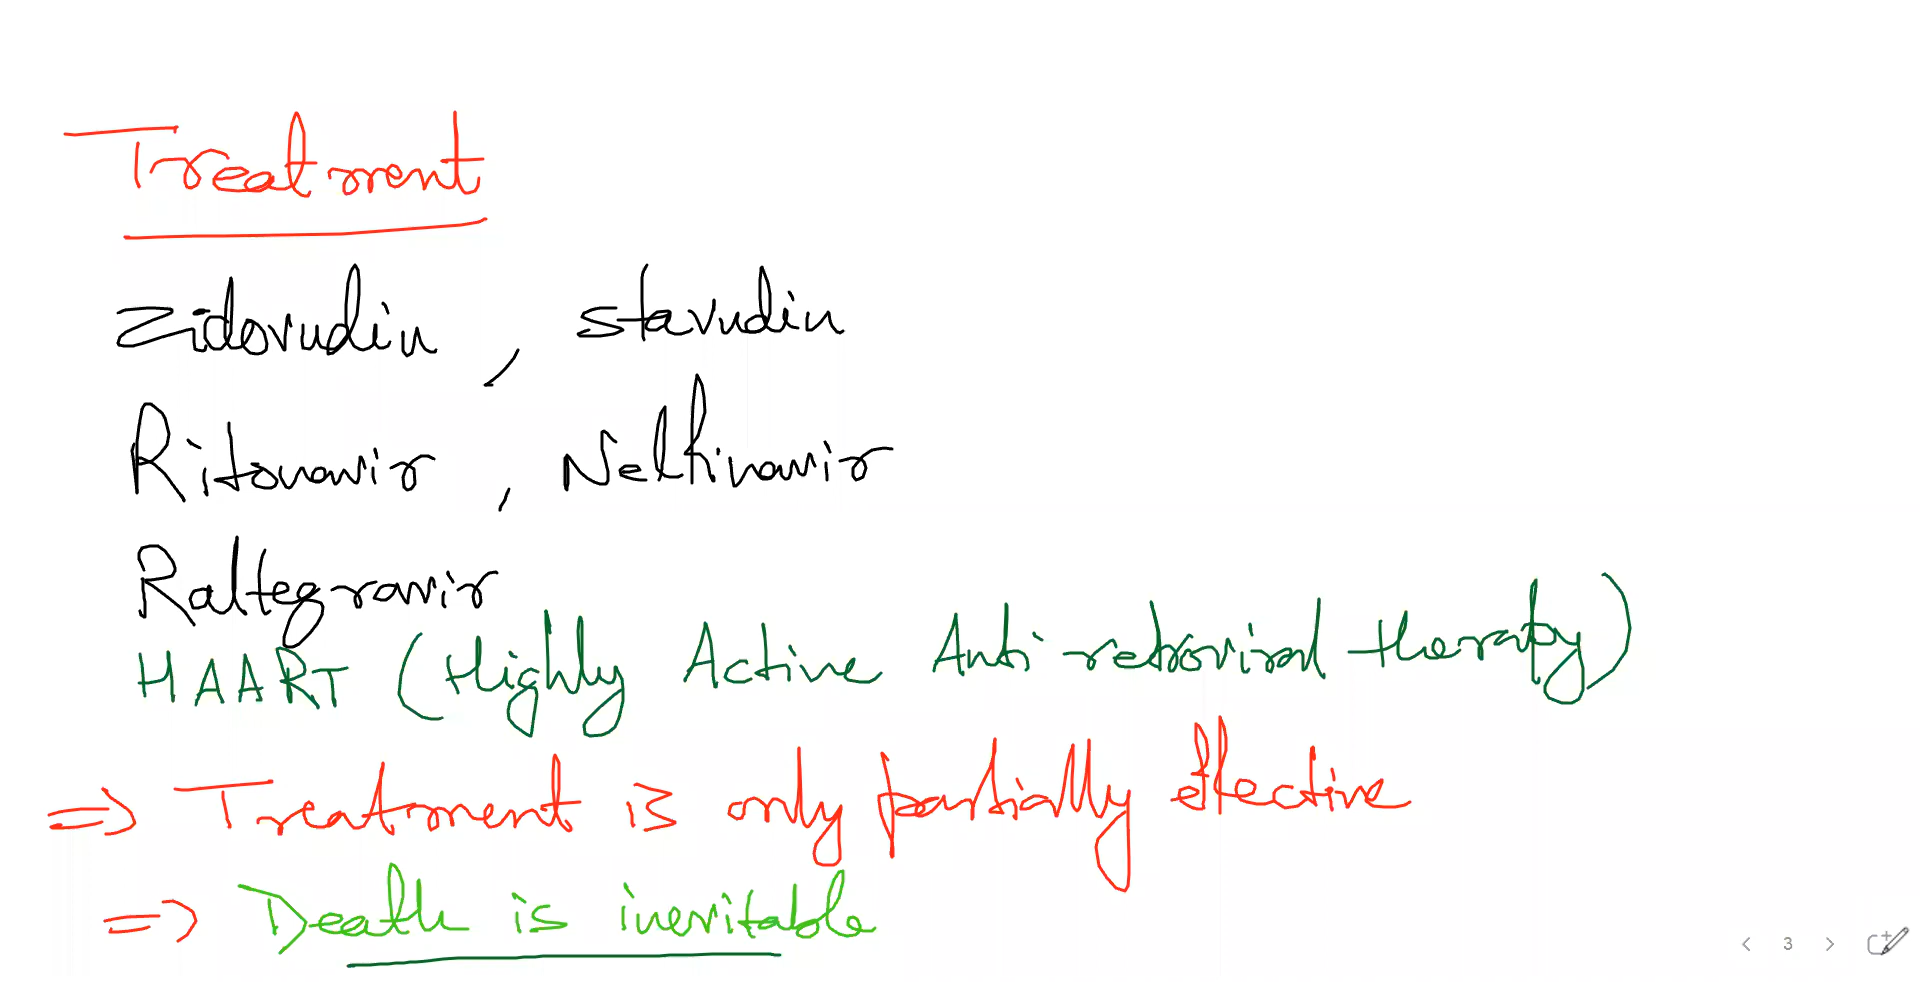 Treatment
Zidovudin , stavudin
Ritonavir , Nelfinavir
Raltegravir
HAART (Highly Active Anti-retroviral therapy)
=> Treatment is only partially effective
=> Death is inevitable
< 3 >